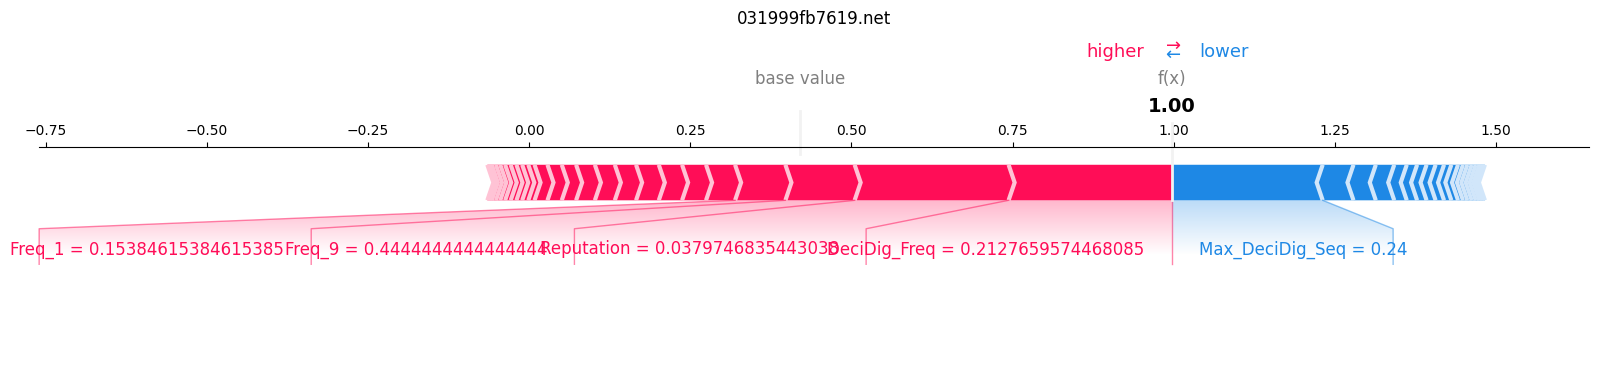 031999fb7619.net
higher ⇄ lower
base value f(x)
1.00
−0.75 −0.50 −0.25 0.00 0.25 0.50 0.75 1.00 1.25 1.50
Freq_1 = 0.15384615384615385 Freq_9 = 0.4444444444444444 Reputation = 0.0379746835443038 DeciDig_Freq = 0.2127659574468085 Max_DeciDig_Seq = 0.24